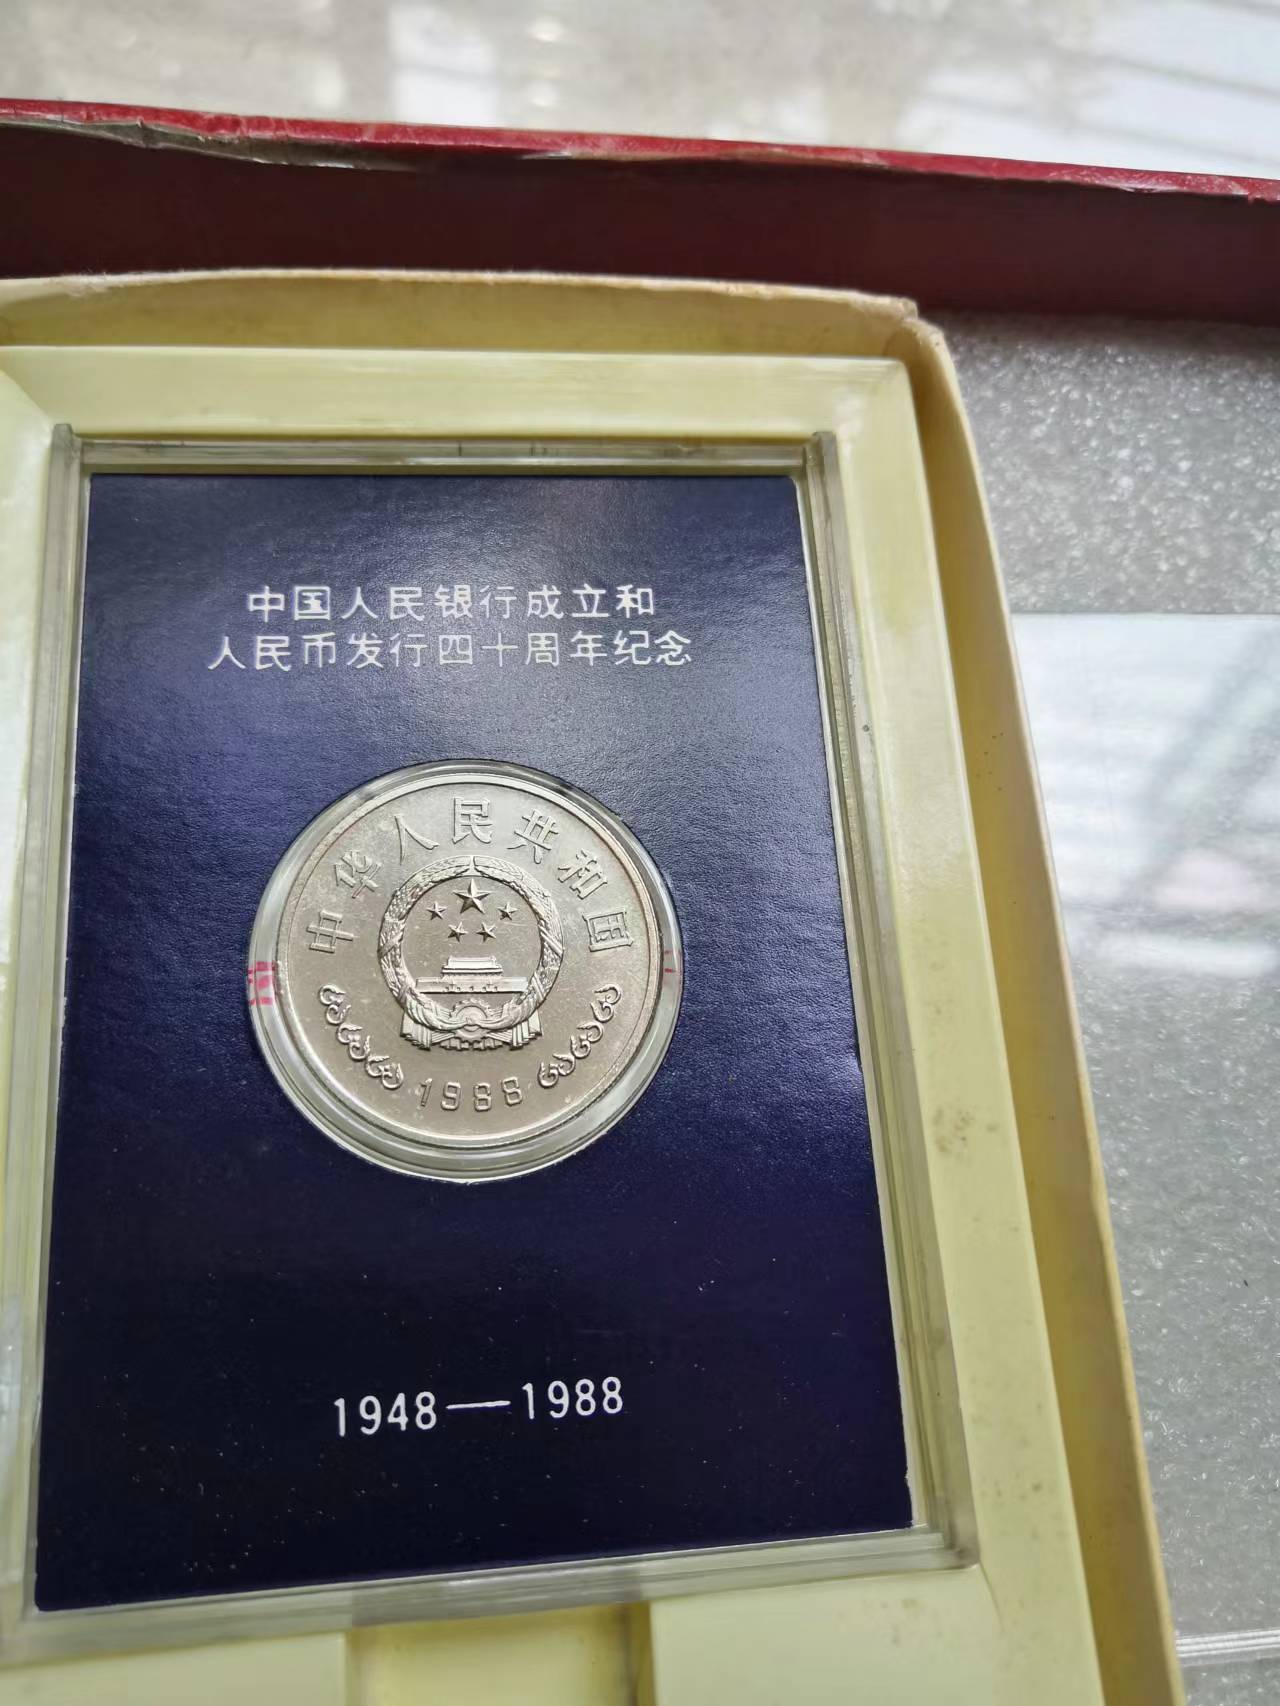 中国人民银行成立和
人民币发行四十周年纪念
中华人民共和国
1988
1948—1988